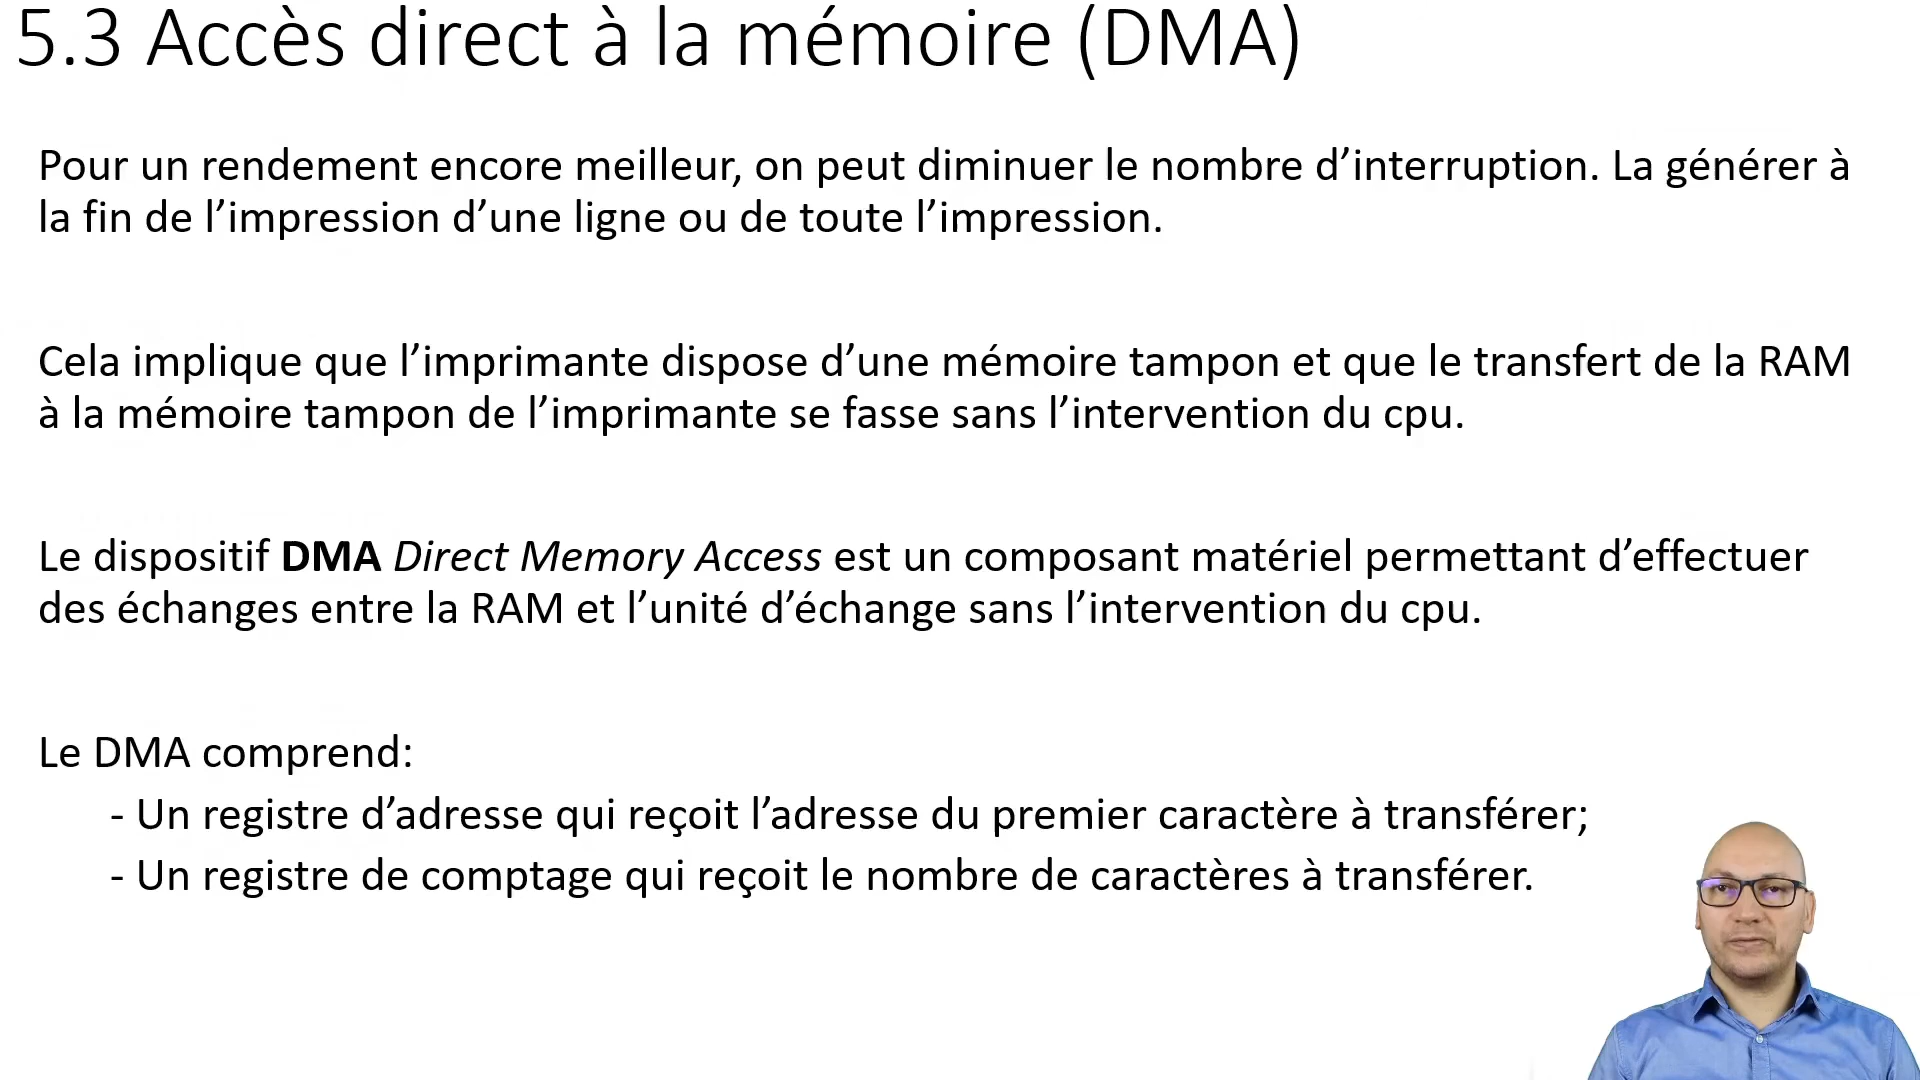 5.3 Accès direct à la mémoire (DMA)
Pour un rendement encore meilleur, on peut diminuer le nombre d’interruption. La générer à
la fin de l’impression d’une ligne ou de toute l’impression.
Cela implique que l’imprimante dispose d’une mémoire tampon et que le transfert de la RAM
à la mémoire tampon de l’imprimante se fasse sans l’intervention du cpu.
Le dispositif DMA Direct Memory Access est un composant matériel permettant d’effectuer
des échanges entre la RAM et l’unité d’échange sans l’intervention du cpu.
Le DMA comprend:
- Un registre d’adresse qui reçoit l’adresse du premier caractère à transférer;
- Un registre de comptage qui reçoit le nombre de caractères à transférer.